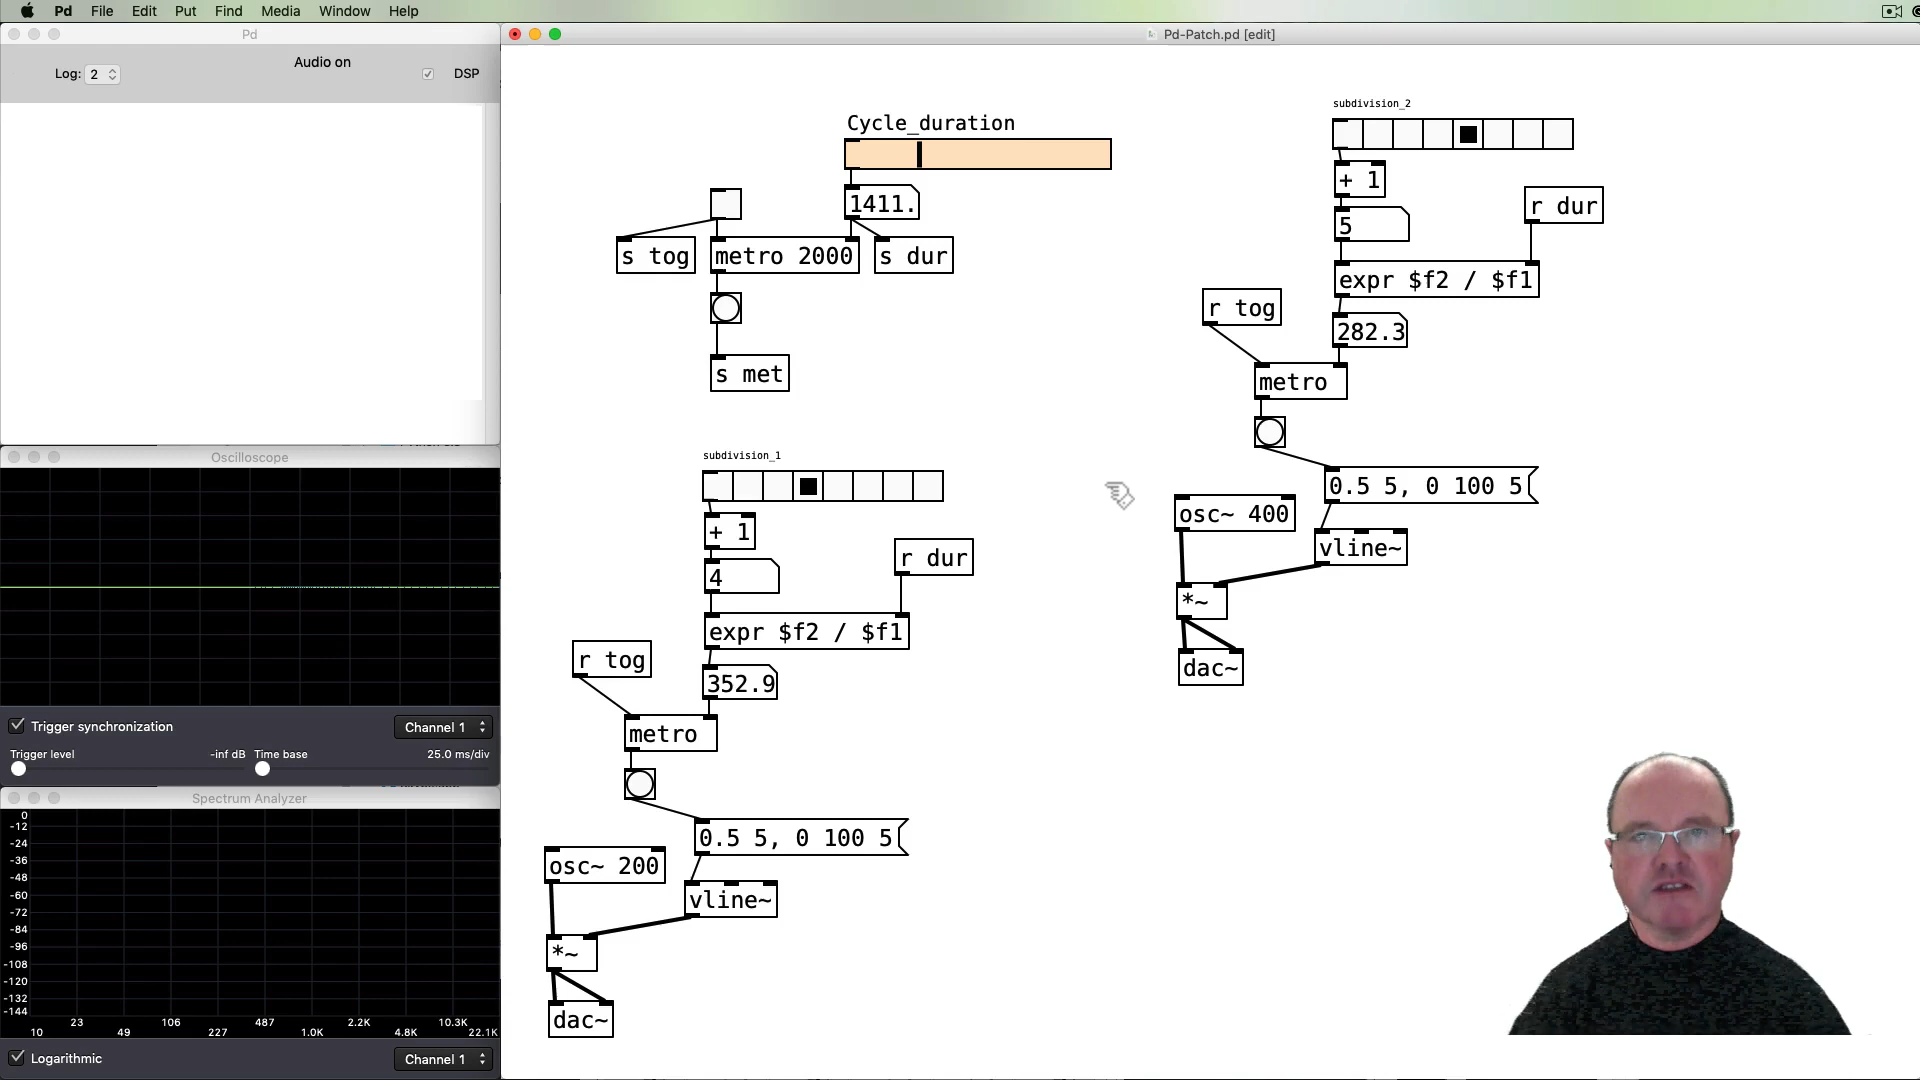 Pd File Edit Put Find Media Window Help
Pd
Log: 2
Audio on
DSP
Oscilloscope
Trigger synchronization
Channel 1
Trigger level
-inf dB
Time base
25.0 ms/div
Spectrum Analyzer
0
-12
-24
-36
-48
-60
-72
-84
-96
-108
-120
-132
-144
10 23 49 106 227 487 1.0K 2.2K 4.8K 10.3K 22.1K
Logarithmic
Channel 1
Pd-Patch.pd [edit]
Cycle_duration
1411.
s tog
metro 2000
s dur
s met
subdivision_1
+ 1
4
r dur
expr $f2 / $f1
r tog
352.9
metro
0.5 5, 0 100 5
osc~ 200
vline~
*~
dac~
subdivision_2
+ 1
5
r dur
expr $f2 / $f1
r tog
282.3
metro
0.5 5, 0 100 5
osc~ 400
vline~
*~
dac~